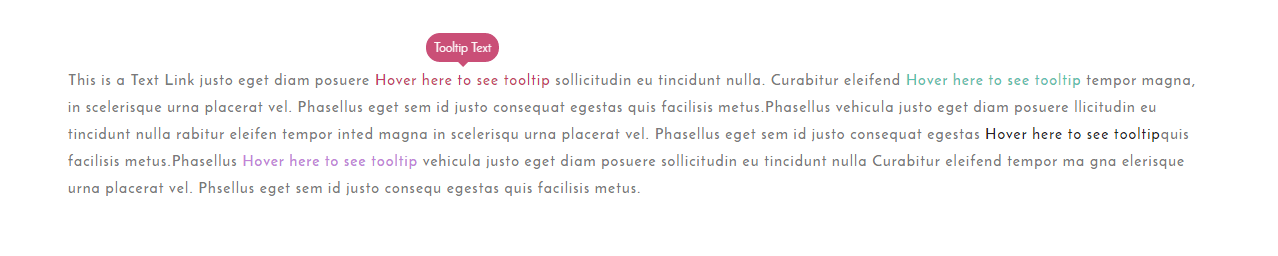 Tooltip Text
This is a Text Link justo eget diam posuere Hover here to see tooltip sollicitudin eu tincidunt nulla. Curabitur eleifend Hover here to see tooltip tempor magna,
in scelerisque urna placerat vel. Phasellus eget sem id justo consequat egestas quis facilisis metus.Phasellus vehicula justo eget diam posuere llicitudin eu
tincidunt nulla rabitur eleifen tempor inted magna in scelerisqu urna placerat vel. Phasellus eget sem id justo consequat egestas Hover here to see tooltipquis
facilisis metus.Phasellus Hover here to see tooltip vehicula justo eget diam posuere sollicitudin eu tincidunt nulla Curabitur eleifend tempor ma gna elerisque
urna placerat vel. Phsellus eget sem id justo consequ egestas quis facilisis metus.